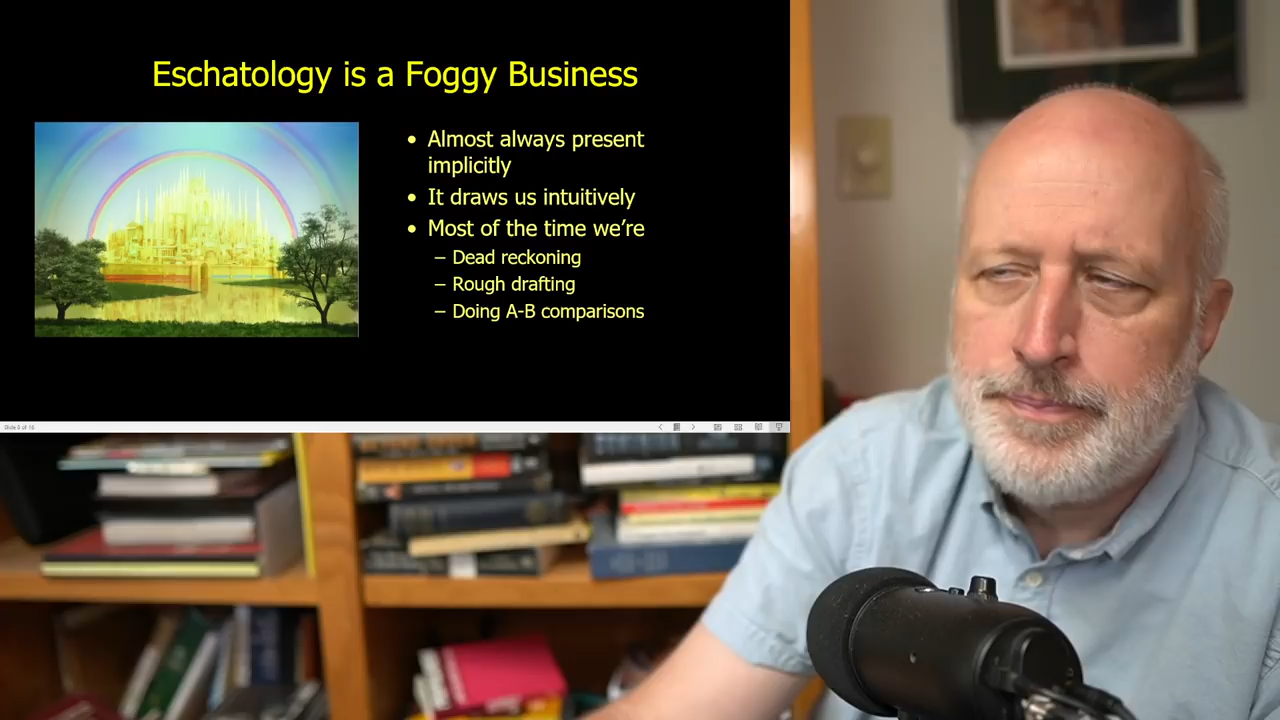 Eschatology is a Foggy Business
• Almost always present
implicitly
• It draws us intuitively
• Most of the time we're
– Dead reckoning
– Rough drafting
– Doing A-B comparisons